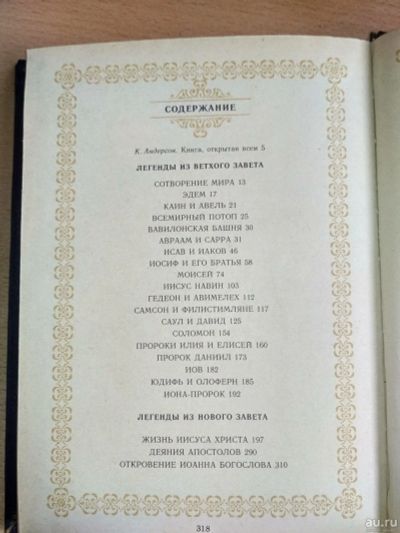 СОДЕРЖАНИЕ
К. Андерсон. Книга, открытая всем 5
ЛЕГЕНДЫ ИЗ ВЕТХОГО ЗАВЕТА
СОТВОРЕНИЕ МИРА 13
ЭДЕМ 17
КАИН И АВЕЛЬ 21
ВСЕМИРНЫЙ ПОТОП 25
ВАВИЛОНСКАЯ БАШНЯ 30
АВРААМ И САРРА 31
ИСАВ И ИАКОВ 46
ИОСИФ И ЕГО БРАТЬЯ 58
МОИСЕЙ 74
ИИСУС НАВИН 103
ГЕДЕОН И АВИМЕЛЕХ 112
САМСОН И ФИЛИСТИМЛЯНЕ 117
САУЛ И ДАВИД 125
СОЛОМОН 154
ПРОРОКИ ИЛИЯ И ЕЛИСЕЙ 160
ПРОРОК ДАНИИЛ 173
ИОВ 182
ЮДИФЬ И ОЛОФЕРН 185
ИОНА-ПРОРОК 192
ЛЕГЕНДЫ ИЗ НОВОГО ЗАВЕТА
ЖИЗНЬ ИИСУСА ХРИСТА 197
ДЕЯНИЯ АПОСТОЛОВ 290
ОТКРОВЕНИЕ ИОАННА БОГОСЛОВА 310
318
au.ru